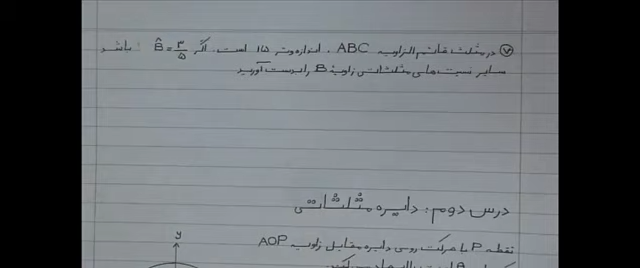 ۷) در مثلث قائم الزاویه ABC ، اندازه وتر ۱۵ است. اگر B̂ = ۳/۵ باشد
سایر نسبت های مثلثاتی زاویه B را بدست آورید
درس دوم: دایره مثلثاتی
نقطه P با حرکت روی دایره مقابل زاویه AOP
y